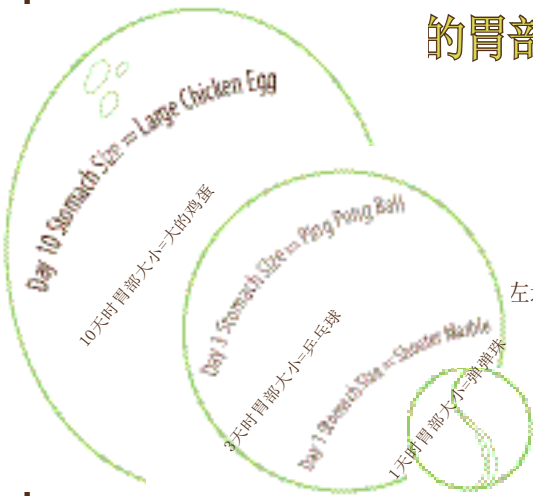 的胃部
Day 10 Stomach Size = Large Chicken Egg
10天时胃部大小=大的鸡蛋
Day 3 Stomach Size = Ping Pong Ball
3天时胃部大小=乒乓球
左
Day 1 Stomach Size = Shooter Marble
1天时胃部大小=弹弹珠